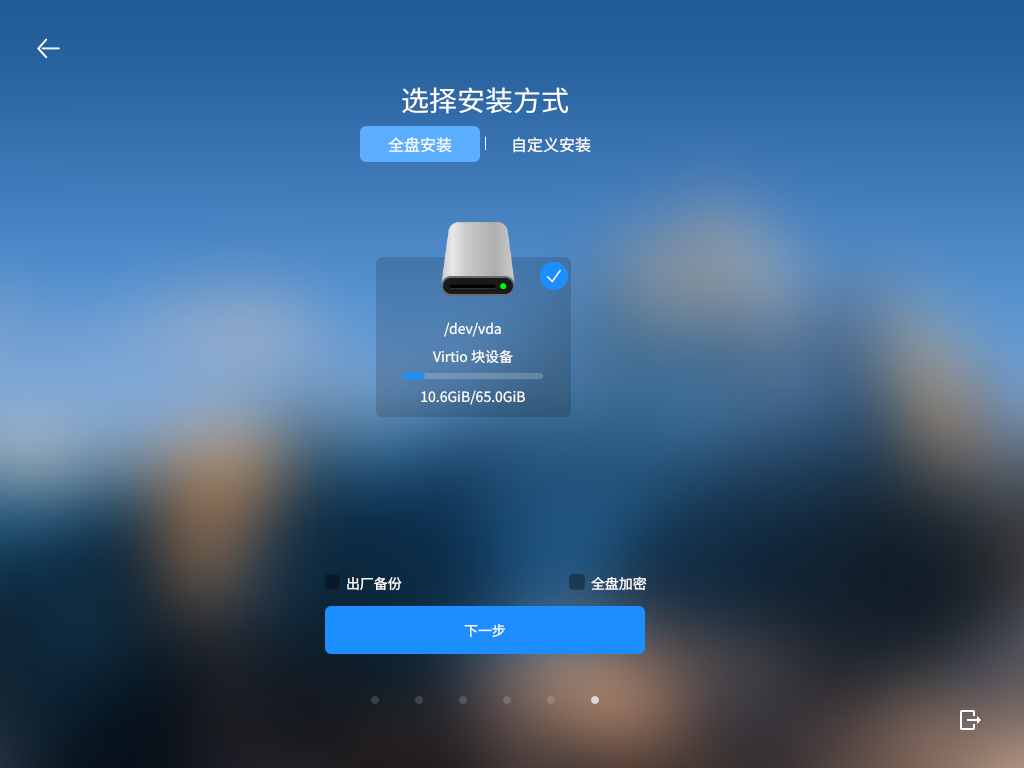 选择安装方式
全盘安装
自定义安装
/dev/vda
Virtio 块设备
10.6GiB/65.0GiB
出厂备份
全盘加密
下一步